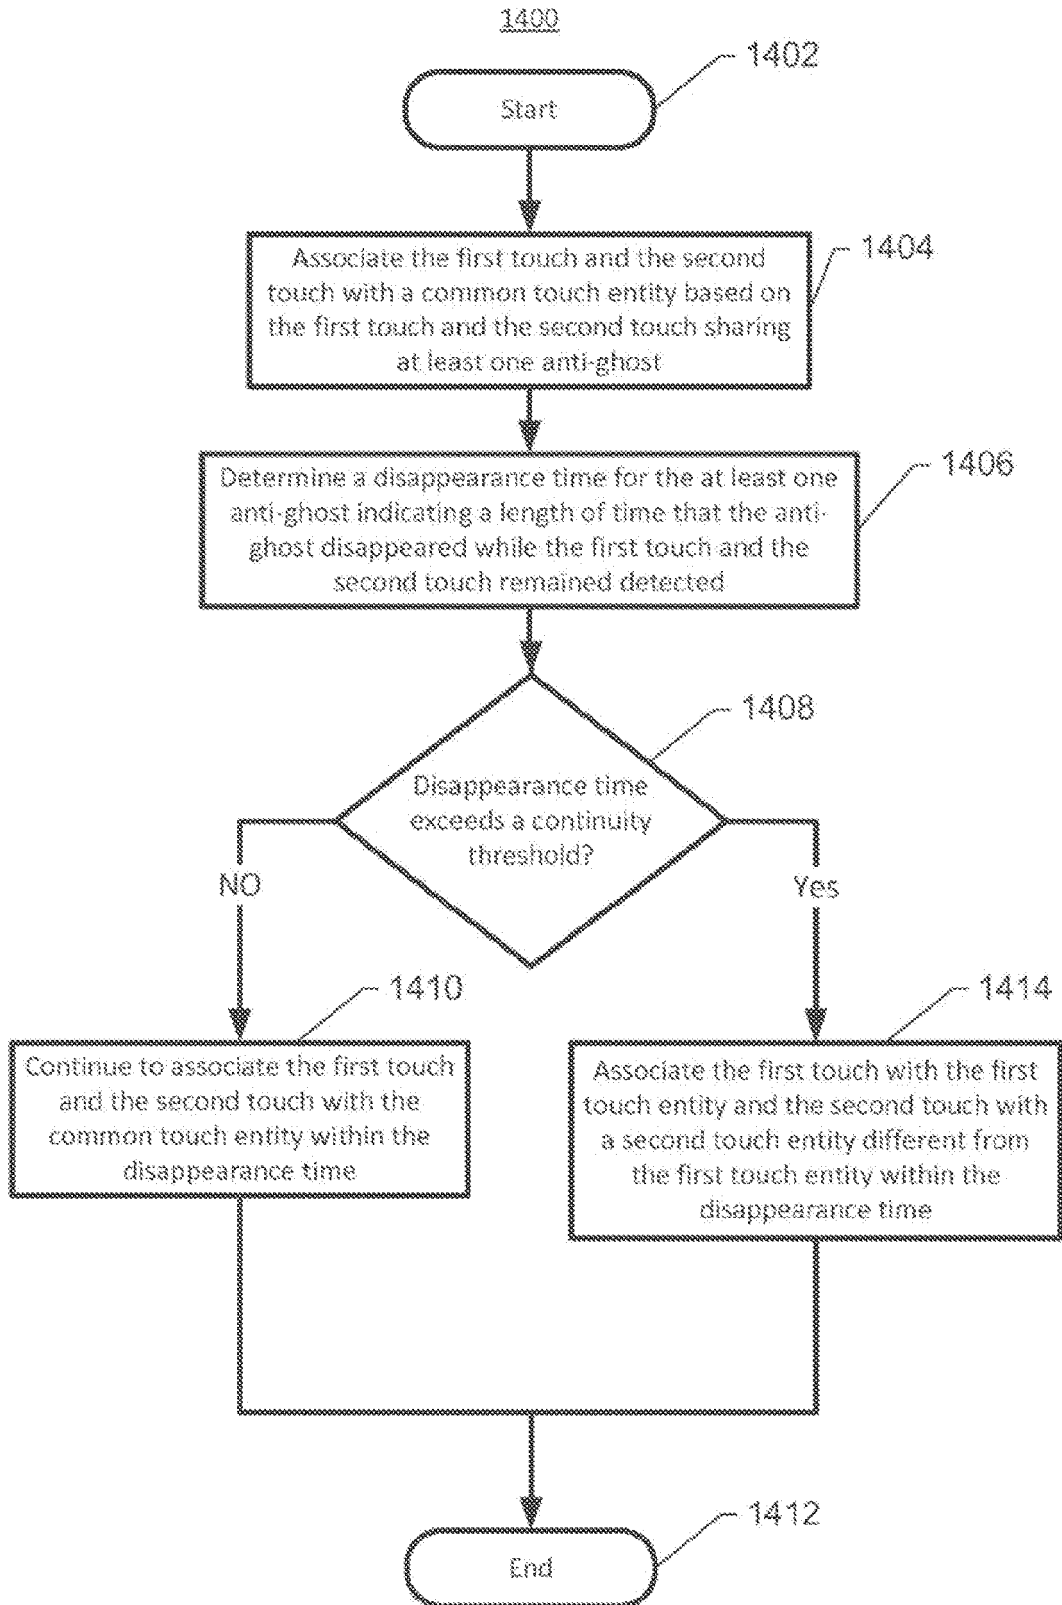 1400
1402
Start
1404
Associate the first touch and the second
touch with a common touch entity based on
the first touch and the second touch sharing
at least one anti-ghost
1406
Determine a disappearance time for the at least one
anti-ghost indicating a length of time that the anti-
ghost disappeared while the first touch and the
second touch remained detected
1408
Disappearance time
exceeds a continuity
threshold?
NO
Yes
1410
Continue to associate the first touch
and the second touch with the
common touch entity within the
disappearance time
1414
Associate the first touch with the first
touch entity and the second touch with
a second touch entity different from
the first touch entity within the
disappearance time
1412
End